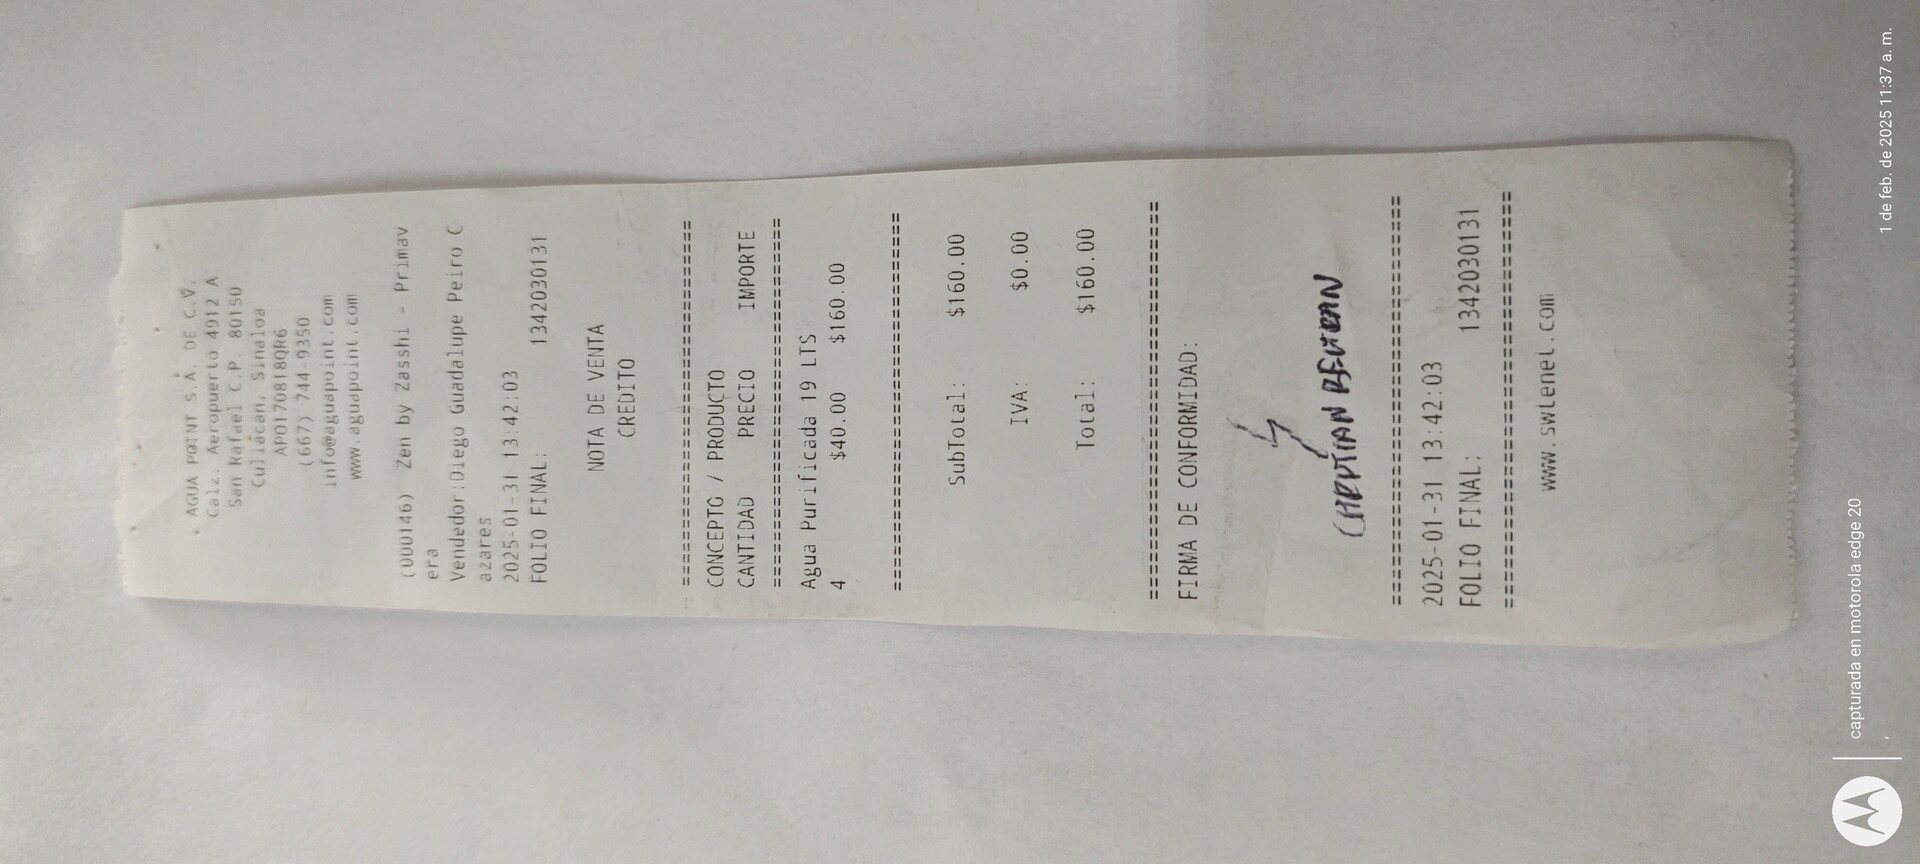 AGUA POINT S.A. DE C.V.
Calz. Aeropuerto 4912 A
San Rafael C.P. 80150
Culiacan, Sinaloa
APO170818QR6
(667) 744-9350
info@aguapoint.com
www.aguapoint.com
(000146) Zen by Zasshi - Primav
era
Vendedor:Diego Guadalupe Peiro C
azares
2025-01-31 13:42:03
FOLIO FINAL: 1342030131
NOTA DE VENTA
CREDITO
================================
CONCEPTO / PRODUCTO
CANTIDAD PRECIO IMPORTE
================================
Agua Purificada 19 LTS
4 $40.00 $160.00
================================
SubTotal: $160.00
IVA: $0.00
Total: $160.00
================================
FIRMA DE CONFORMIDAD:
================================
2025-01-31 13:42:03
FOLIO FINAL: 1342030131
================================
www.swtenet.com
capturada en motorola edge 20
1 de feb. de 2025 11:37 a. m.